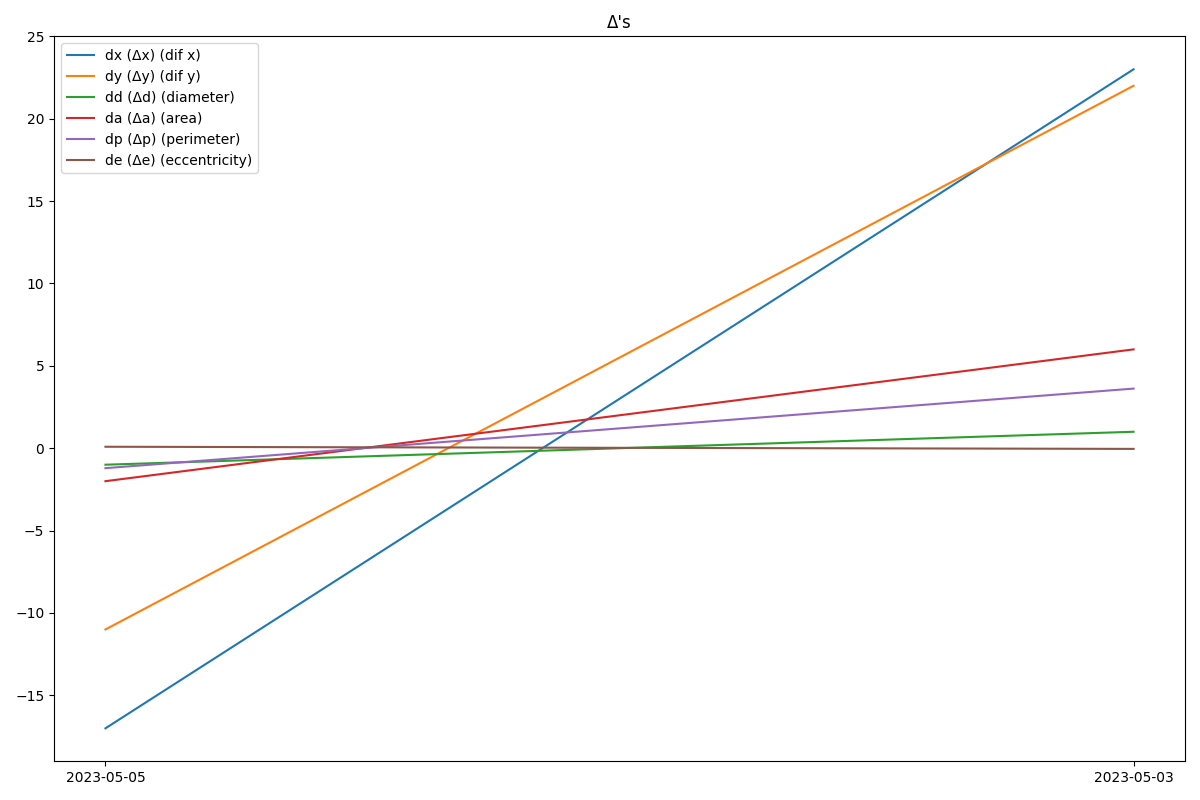 Δ's
dx (Δx) (dif x)
dy (Δy) (dif y)
dd (Δd) (diameter)
da (Δa) (area)
dp (Δp) (perimeter)
de (Δe) (eccentricity)
25
20
15
10
5
0
−5
−10
−15
2023-05-05
2023-05-03